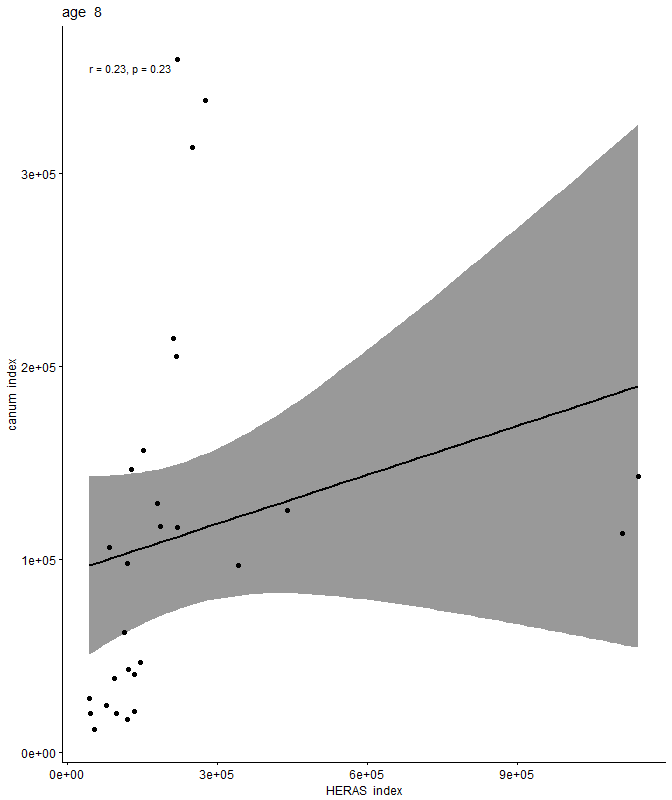 age 8
r = 0.23, p = 0.23
3e+05
2e+05
1e+05
0e+00
canum index
0e+00 3e+05 6e+05 9e+05
HERAS index